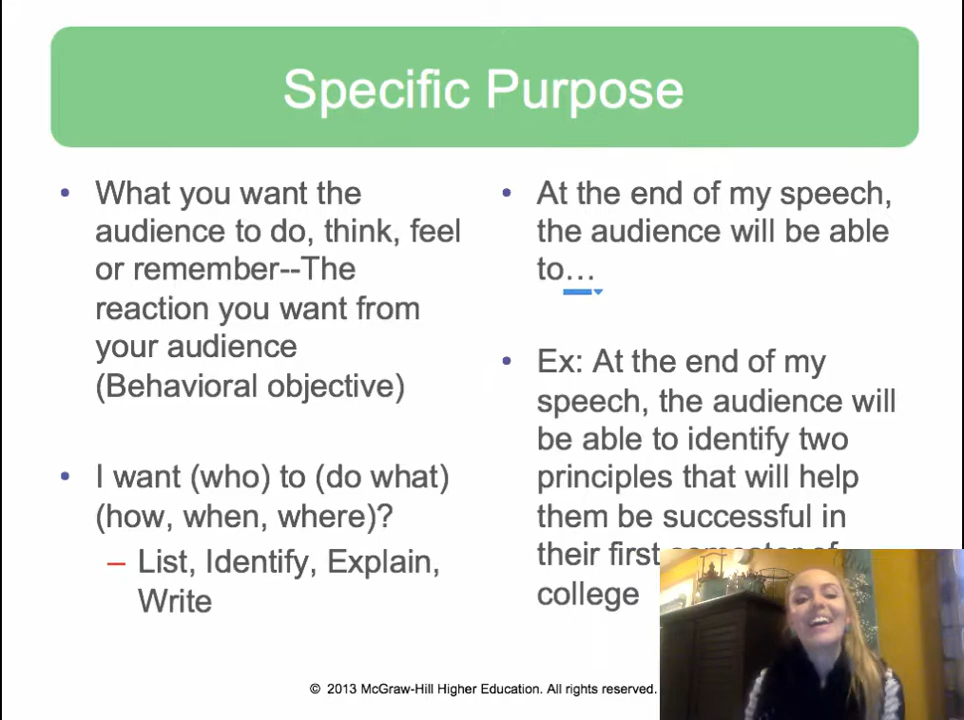 Specific Purpose
What you want the
audience to do, think, feel
or remember--The
reaction you want from
your audience
(Behavioral objective)
I want (who) to (do what)
(how, when, where)?
– List, Identify, Explain,
Write
At the end of my speech,
the audience will be able
to…
Ex: At the end of my
speech, the audience will
be able to identify two
principles that will help
them be successful in
their first semester of
college
© 2013 McGraw-Hill Higher Education. All rights reserved.